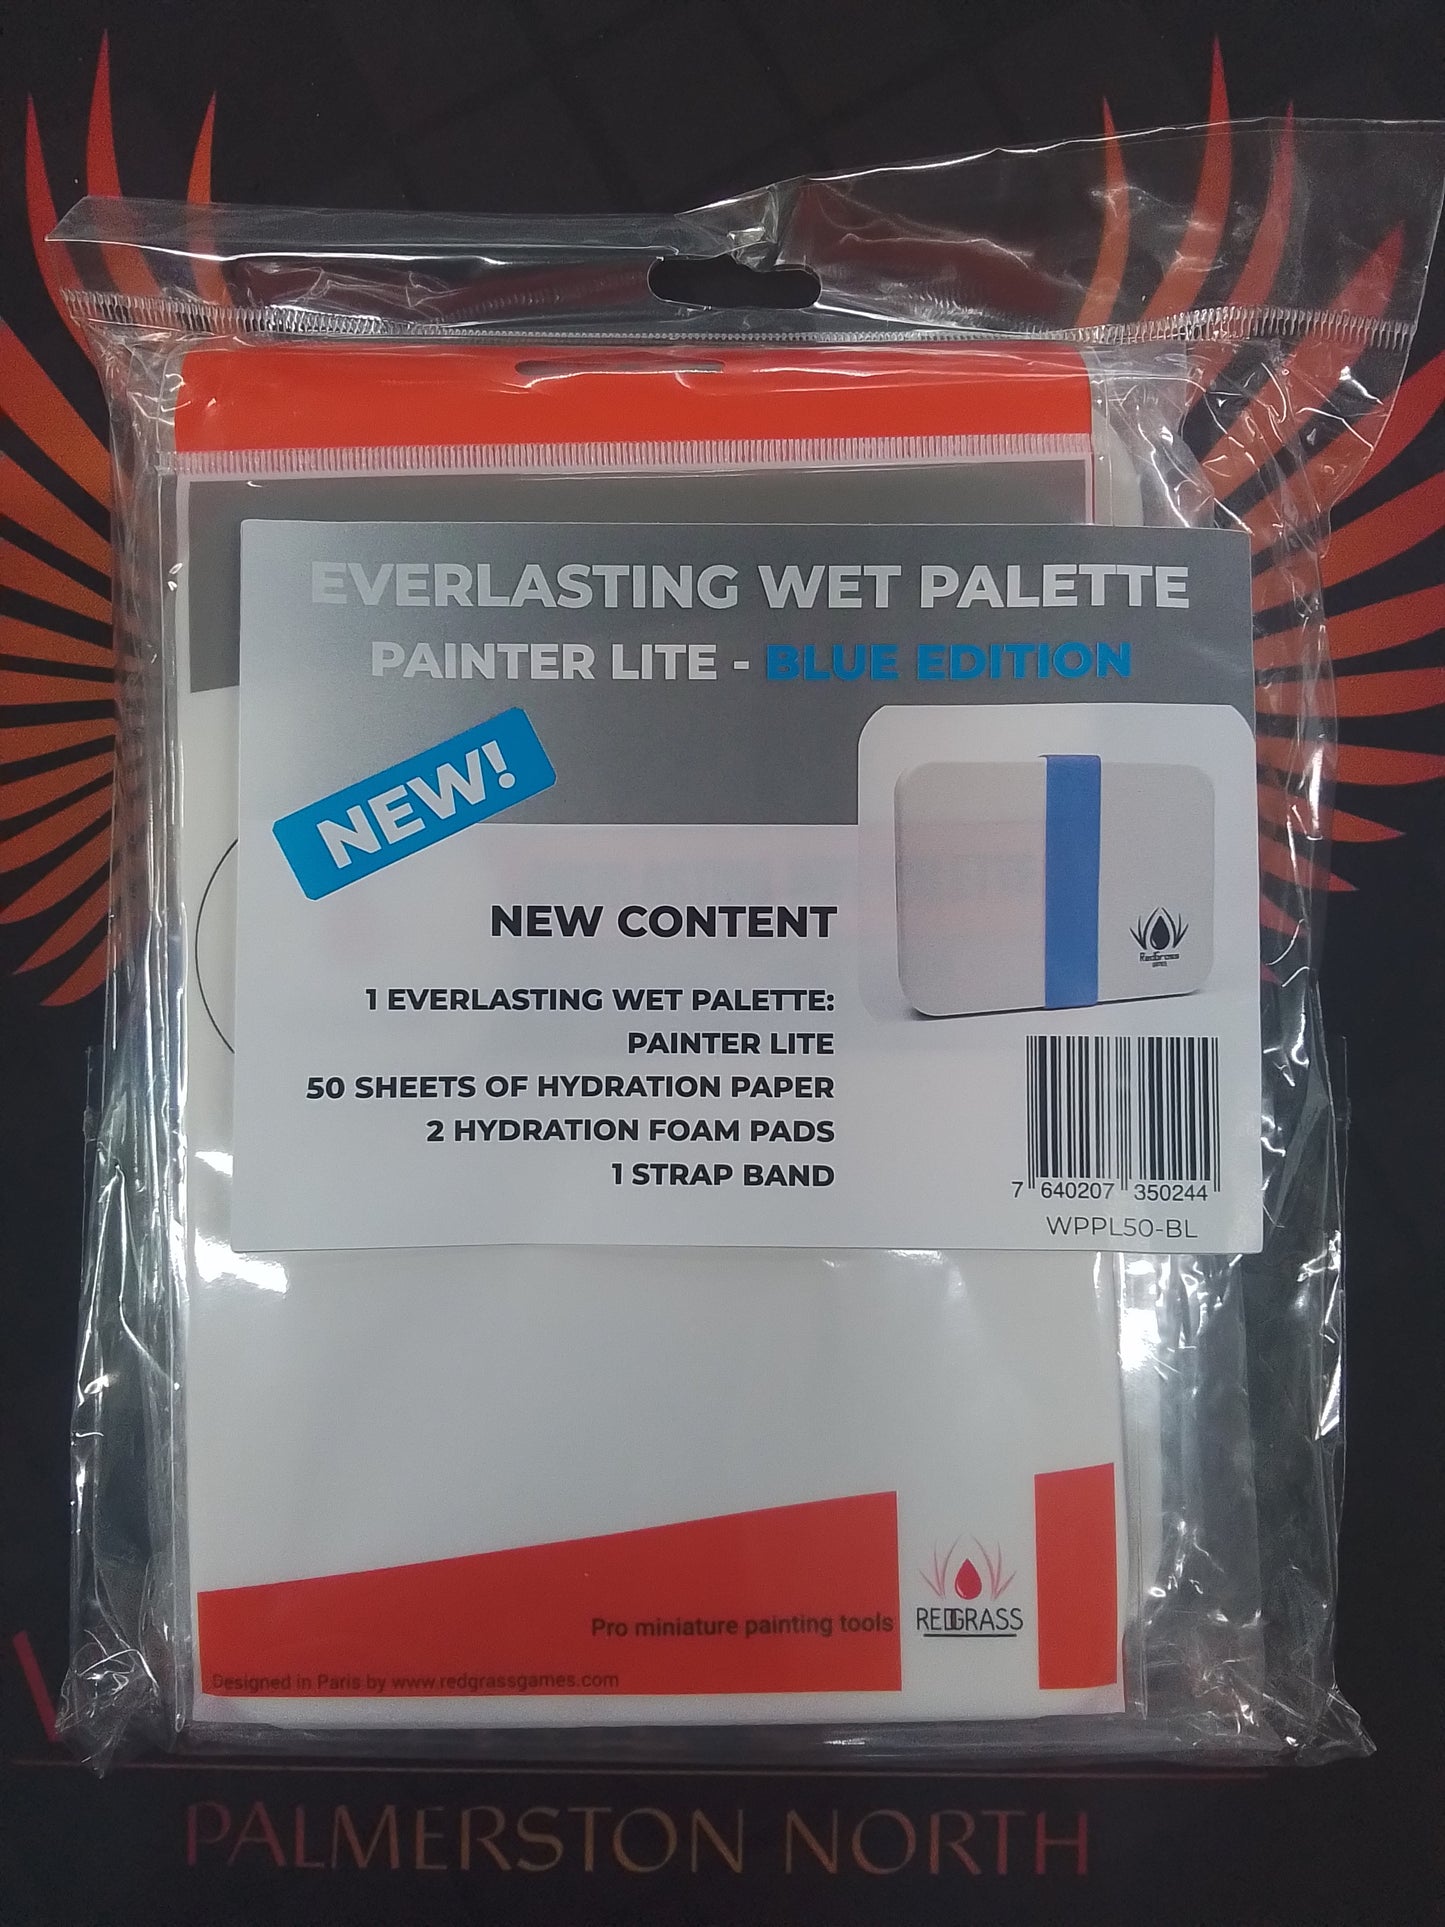 EVERLASTING WET PALETTE
PAINTER LITE - BLUE EDITION
NEW!
NEW CONTENT
1 EVERLASTING WET PALETTE:
PAINTER LITE
50 SHEETS OF HYDRATION PAPER
2 HYDRATION FOAM PADS
1 STRAP BAND
RedGrass
GAMES
7 640207 350244
WPPL50-BL
Pro miniature painting tools
REDGRASS
Designed in Paris by www.redgrassgames.com
PALMERSTON NORTH